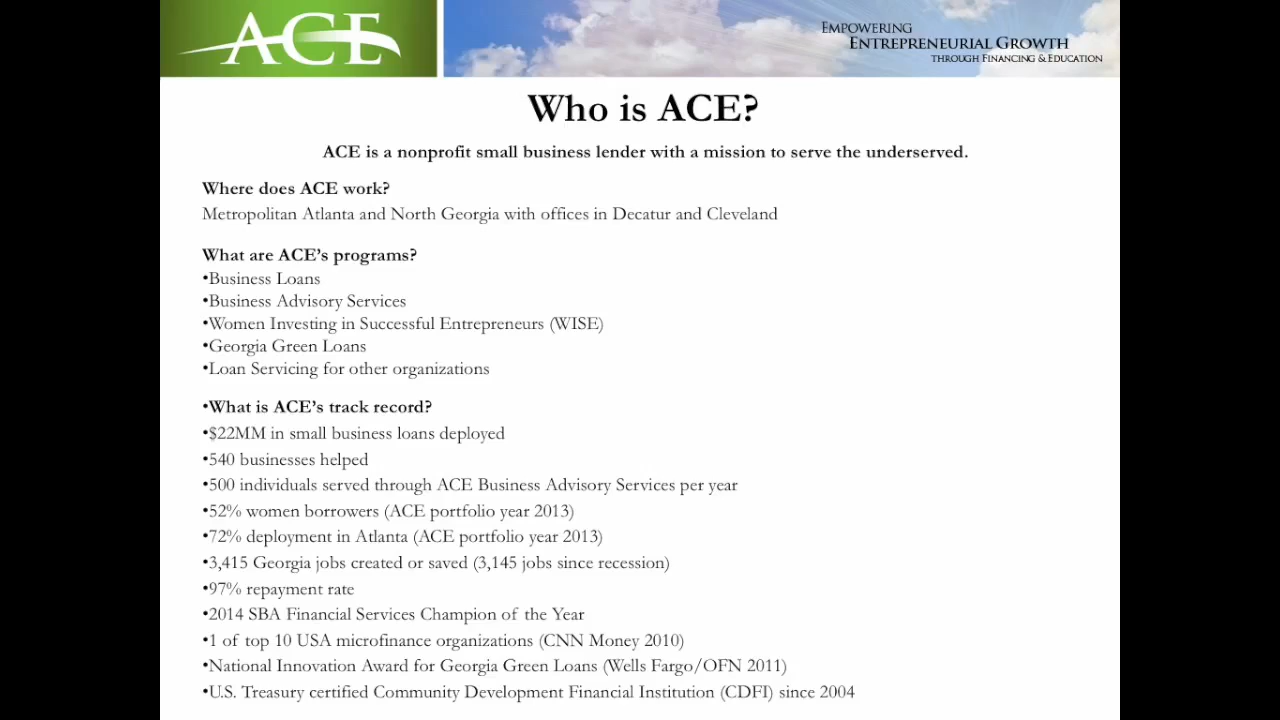 ACE
EMPOWERING
ENTREPRENEURIAL GROWTH
THROUGH FINANCING & EDUCATION
Who is ACE?
ACE is a nonprofit small business lender with a mission to serve the underserved.
Where does ACE work?
Metropolitan Atlanta and North Georgia with offices in Decatur and Cleveland
What are ACE’s programs?
•Business Loans
•Business Advisory Services
•Women Investing in Successful Entrepreneurs (WISE)
•Georgia Green Loans
•Loan Servicing for other organizations
•What is ACE’s track record?
•$22MM in small business loans deployed
•540 businesses helped
•500 individuals served through ACE Business Advisory Services per year
•52% women borrowers (ACE portfolio year 2013)
•72% deployment in Atlanta (ACE portfolio year 2013)
•3,415 Georgia jobs created or saved (3,145 jobs since recession)
•97% repayment rate
•2014 SBA Financial Services Champion of the Year
•1 of top 10 USA microfinance organizations (CNN Money 2010)
•National Innovation Award for Georgia Green Loans (Wells Fargo/OFN 2011)
•U.S. Treasury certified Community Development Financial Institution (CDFI) since 2004